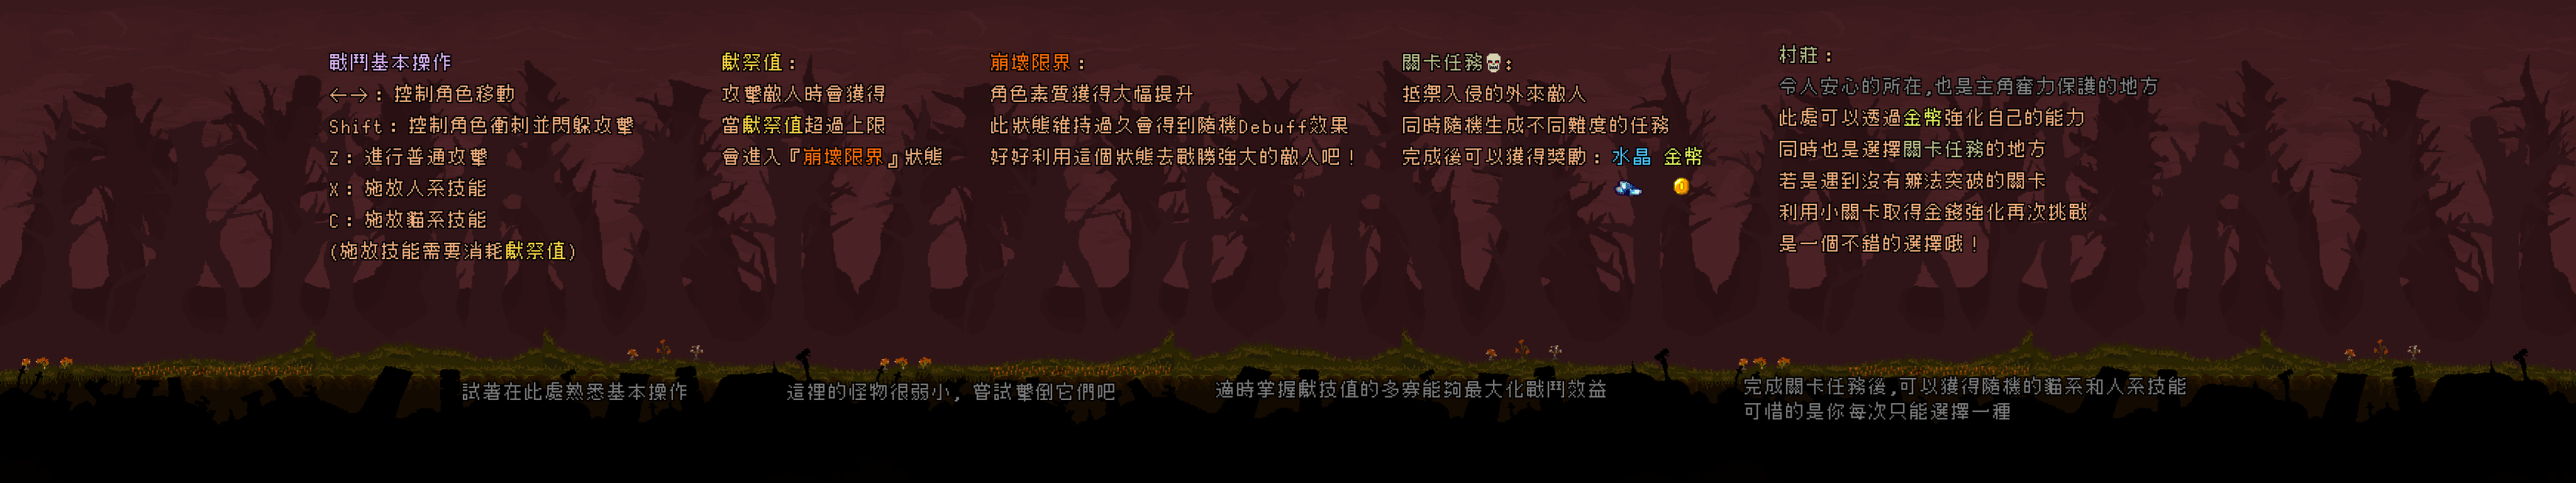 戰鬥基本操作
←→：控制角色移動
Shift：控制角色衝刺並閃躲攻擊
Z：進行普通攻擊
X：施放人系技能
C：施放貓系技能
(施放技能需要消耗獻祭值)
獻祭值：
攻擊敵人時會獲得
當獻祭值超過上限
會進入『崩壞限界』狀態
崩壞限界：
角色素質獲得大幅提升
此狀態維持過久會得到隨機Debuff效果
好好利用這個狀態去戰勝強大的敵人吧！
關卡任務：
抵禦入侵的外來敵人
同時隨機生成不同難度的任務
完成後可以獲得獎勵：水晶 金幣
村莊：
令人安心的所在,也是主角奮力保護的地方
此處可以透過金幣強化自己的能力
同時也是選擇關卡任務的地方
若是遇到沒有辦法突破的關卡
利用小關卡取得金錢強化再次挑戰
是一個不錯的選擇哦！
試著在此處熟悉基本操作
這裡的怪物很弱小, 嘗試擊倒它們吧
適時掌握獻技值的多寡能夠最大化戰鬥效益
完成關卡任務後,可以獲得隨機的貓系和人系技能
可惜的是你每次只能選擇一種